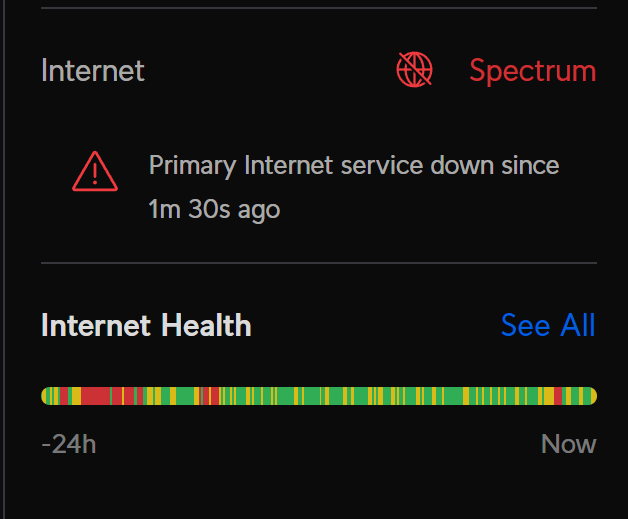 Internet
Spectrum
Primary Internet service down since
1m 30s ago
Internet Health
See All
-24h
Now